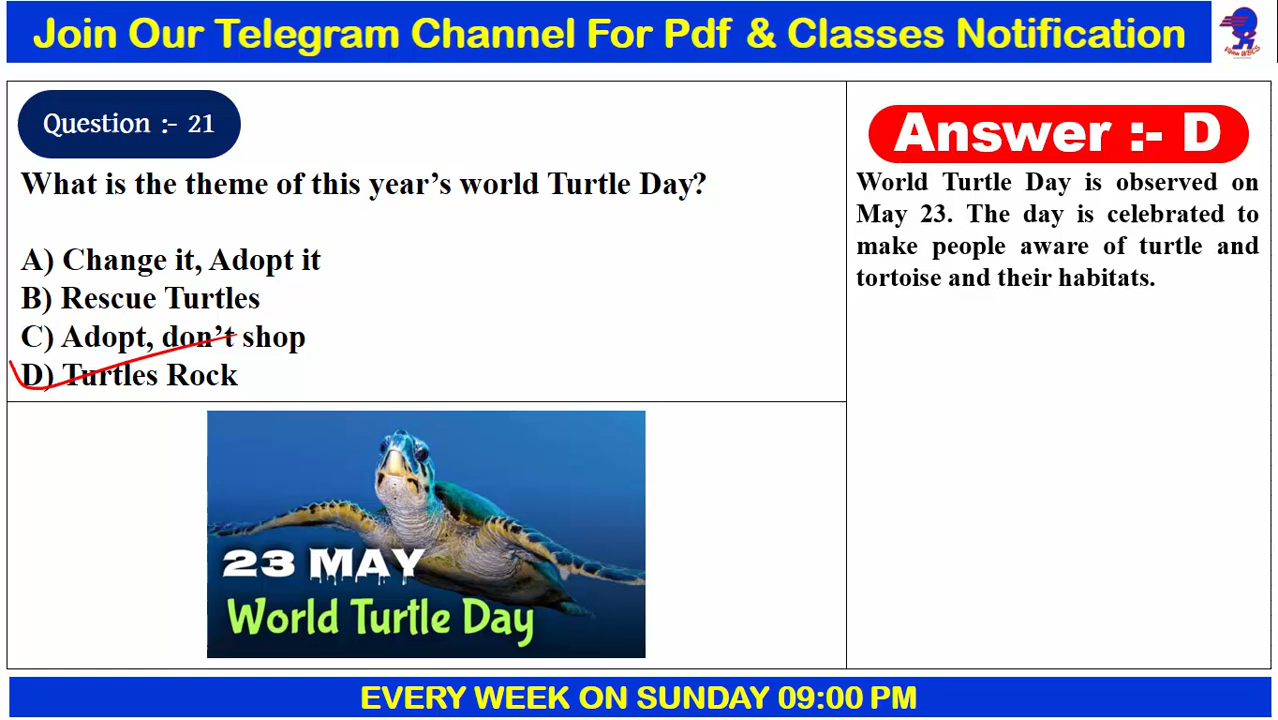 Join Our Telegram Channel For Pdf & Classes Notification
Question :- 21
What is the theme of this year’s world Turtle Day?
A) Change it, Adopt it
B) Rescue Turtles
C) Adopt, don’t shop
D) Turtles Rock
23 MAY
World Turtle Day
Answer :- D
World Turtle Day is observed on
May 23. The day is celebrated to
make people aware of turtle and
tortoise and their habitats.
EVERY WEEK ON SUNDAY 09:00 PM